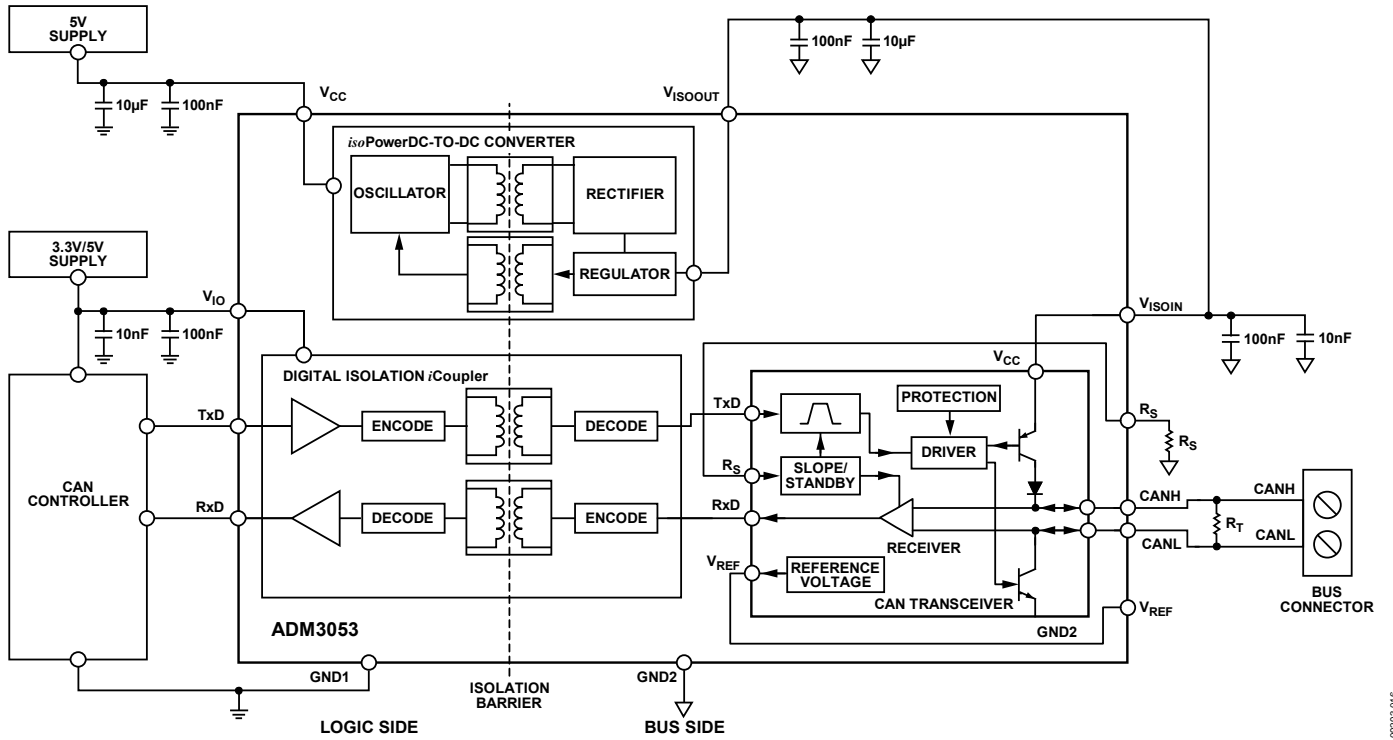 5V
SUPPLY
10µF
100nF
VCC
VISOOUT
100nF
10µF
isoPowerDC-TO-DC CONVERTER
OSCILLATOR
RECTIFIER
REGULATOR
3.3V/5V
SUPPLY
VIO
10nF
100nF
VISOIN
100nF
10nF
DIGITAL ISOLATION iCoupler
VCC
TxD
ENCODE
DECODE
TxD
PROTECTION
DRIVER
RS
RS
CAN
CONTROLLER
RS
SLOPE/
STANDBY
RxD
DECODE
ENCODE
RxD
RECEIVER
CANH
CANH
RT
CANL
CANL
VREF
REFERENCE
VOLTAGE
CAN TRANSCEIVER
BUS
CONNECTOR
VREF
GND2
ADM3053
GND1
ISOLATION
BARRIER
GND2
LOGIC SIDE
BUS SIDE